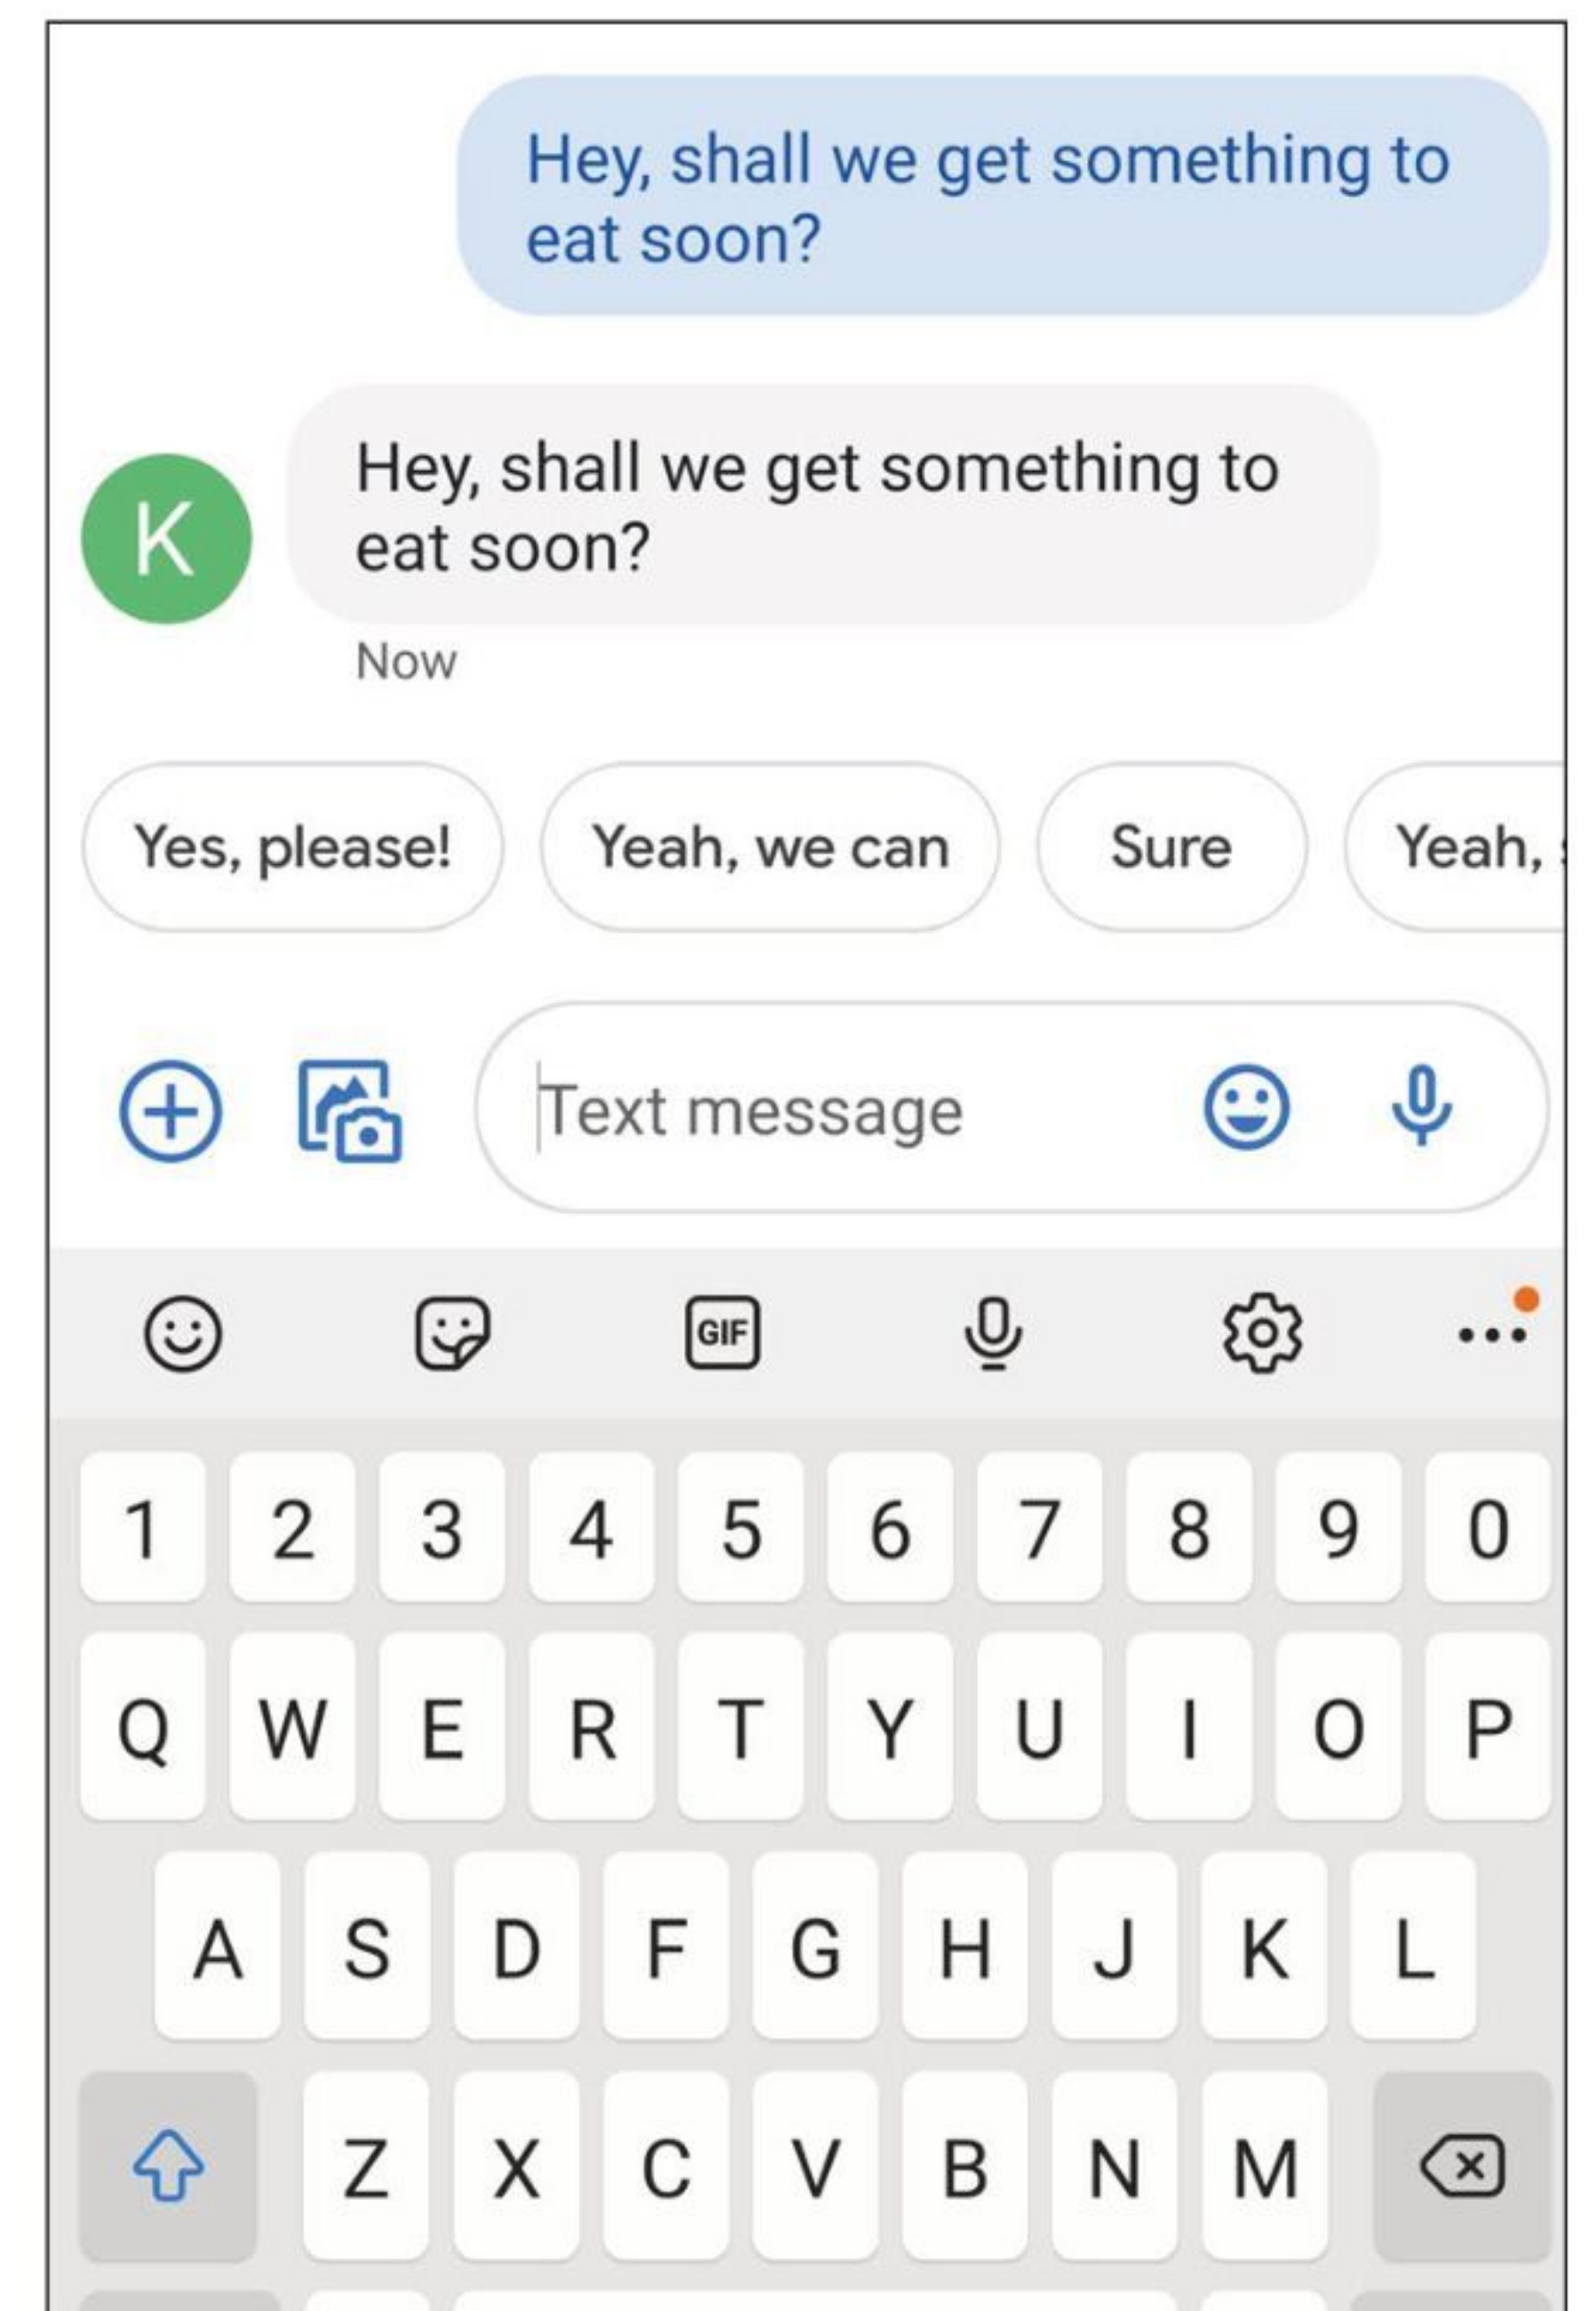 Hey, shall we get something to
eat soon?
K
Hey, shall we get something to
eat soon?
Now
Yes, please!
Yeah, we can
Sure
Yeah,
Text message
GIF
1 2 3 4 5 6 7 8 9 0
Q W E R T Y U I O P
A S D F G H J K L
Z X C V B N M